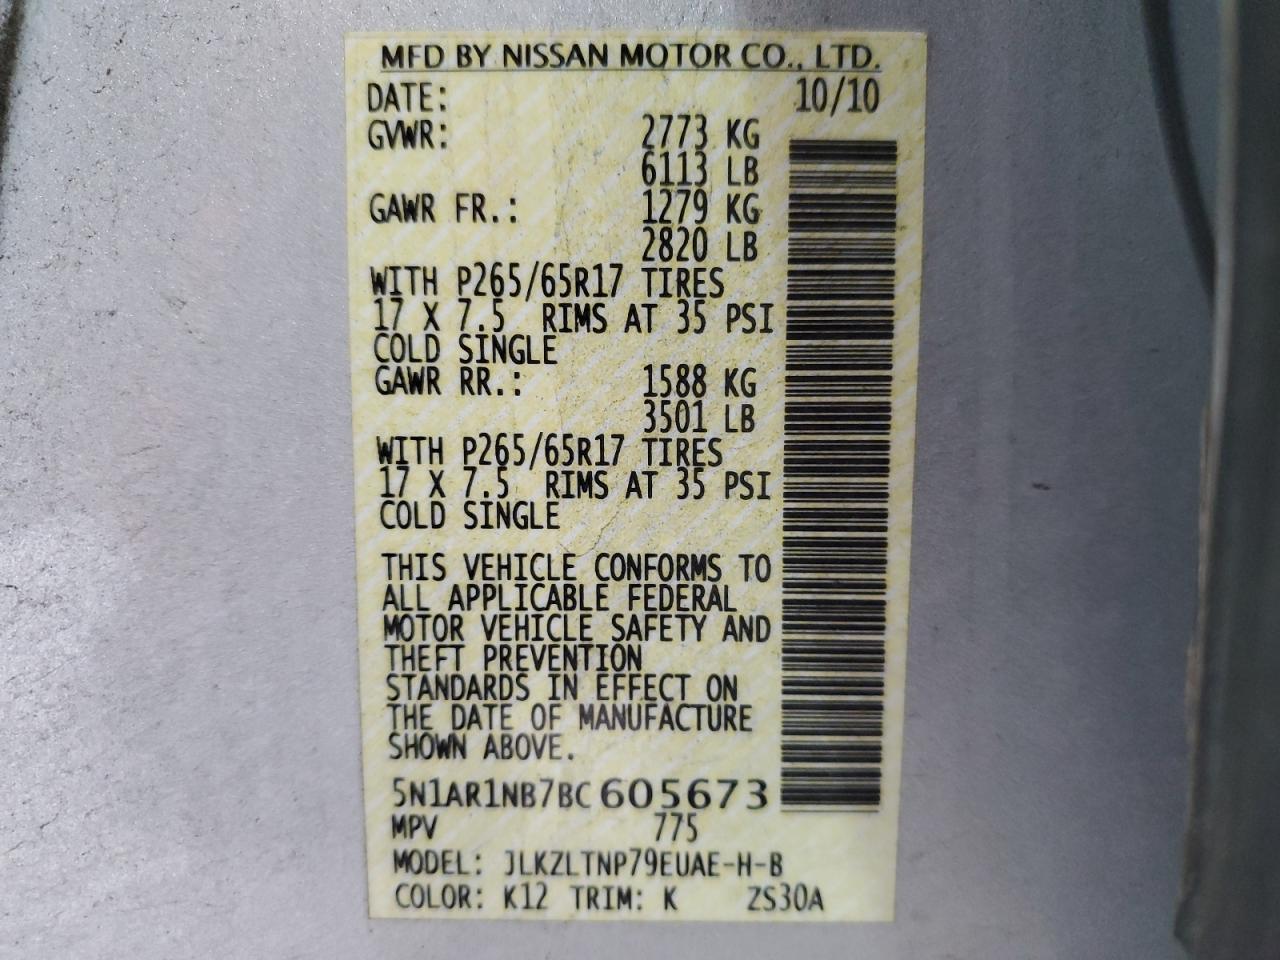 MFD BY NISSAN MOTOR CO., LTD.
DATE: 10/10
GVWR: 2773 KG
6113 LB
GAWR FR.: 1279 KG
2820 LB
WITH P265/65R17 TIRES
17 X 7.5 RIMS AT 35 PSI
COLD SINGLE
GAWR RR.: 1588 KG
3501 LB
WITH P265/65R17 TIRES
17 X 7.5 RIMS AT 35 PSI
COLD SINGLE
THIS VEHICLE CONFORMS TO
ALL APPLICABLE FEDERAL
MOTOR VEHICLE SAFETY AND
THEFT PREVENTION
STANDARDS IN EFFECT ON
THE DATE OF MANUFACTURE
SHOWN ABOVE.
5N1AR1NB7BC605673
MPV 775
MODEL: JLKZLTNP79EUAE-H-B
COLOR: K12 TRIM: K ZS30A